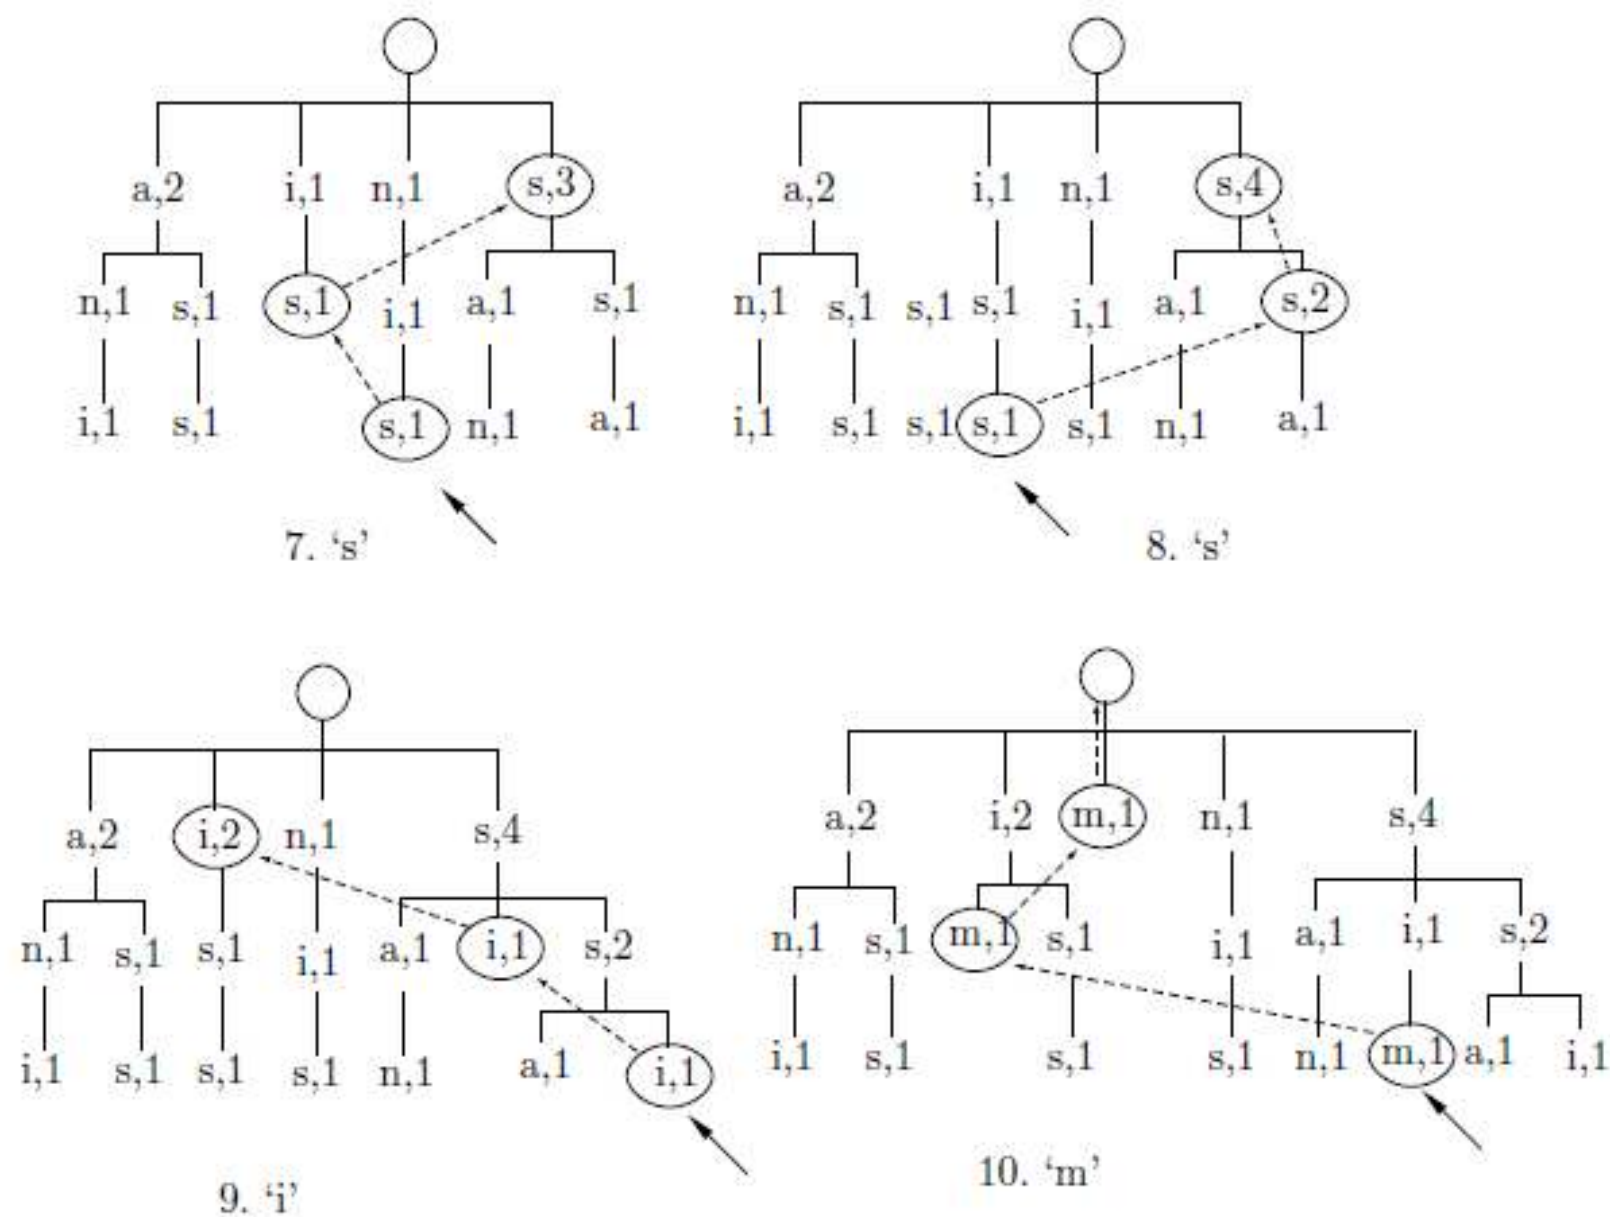 a,2 i,1 n,1 s,3
n,1 s,1 s,1 i,1 a,1 s,1
i,1 s,1 s,1 n,1 a,1
7. ‘s’
a,2 i,1 n,1 s,4
n,1 s,1 s,1 s,1 i,1 a,1 s,2
i,1 s,1 s,1 s,1 s,1 n,1 a,1
8. ‘s’
a,2 i,2 n,1 s,4
n,1 s,1 s,1 i,1 a,1 i,1 s,2
i,1 s,1 s,1 s,1 n,1 a,1 i,1
9. ‘i’
a,2 i,2 m,1 n,1 s,4
n,1 s,1 m,1 s,1 i,1 a,1 i,1 s,2
i,1 s,1 s,1 s,1 n,1 m,1 a,1 i,1
10. ‘m’